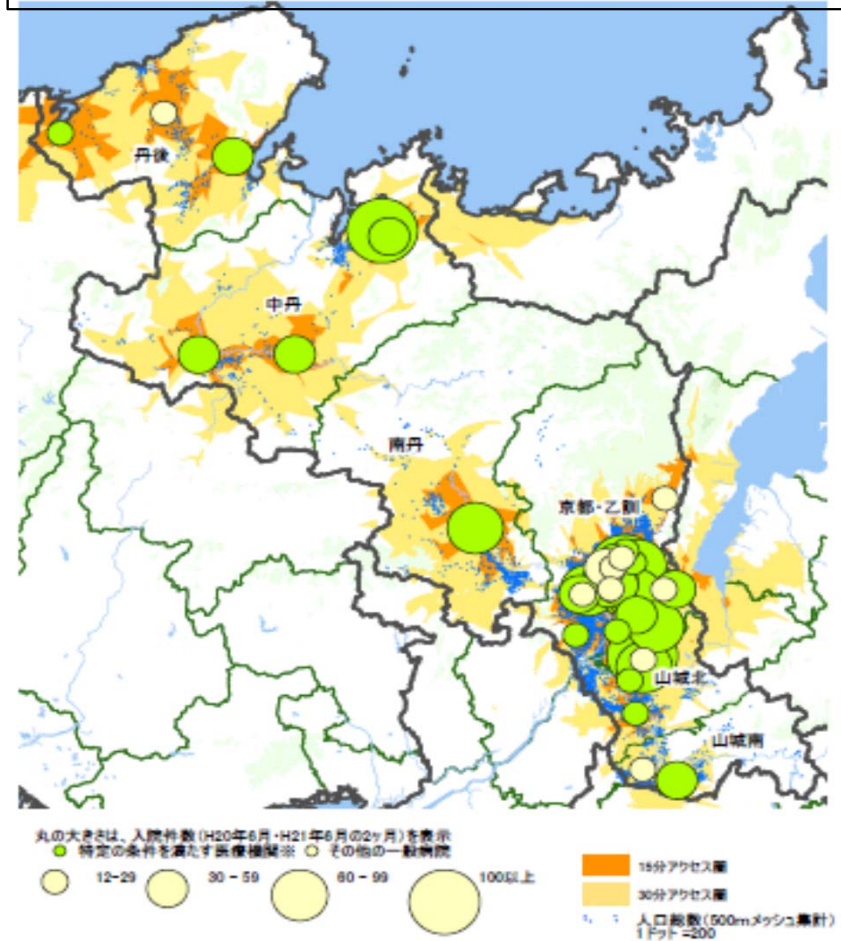 丹後
中丹
南丹
京都・乙訓
山城北
山城南
丸の大きさは、入院件数(H20年6月・H21年6月の2ヶ月)を表示
特定の条件を満たす医療機関※ その他の一般病院
12-29 30-59 60-99 100以上
15分アクセス圏
30分アクセス圏
人口総数(500mメッシュ集計)
1ドット=200